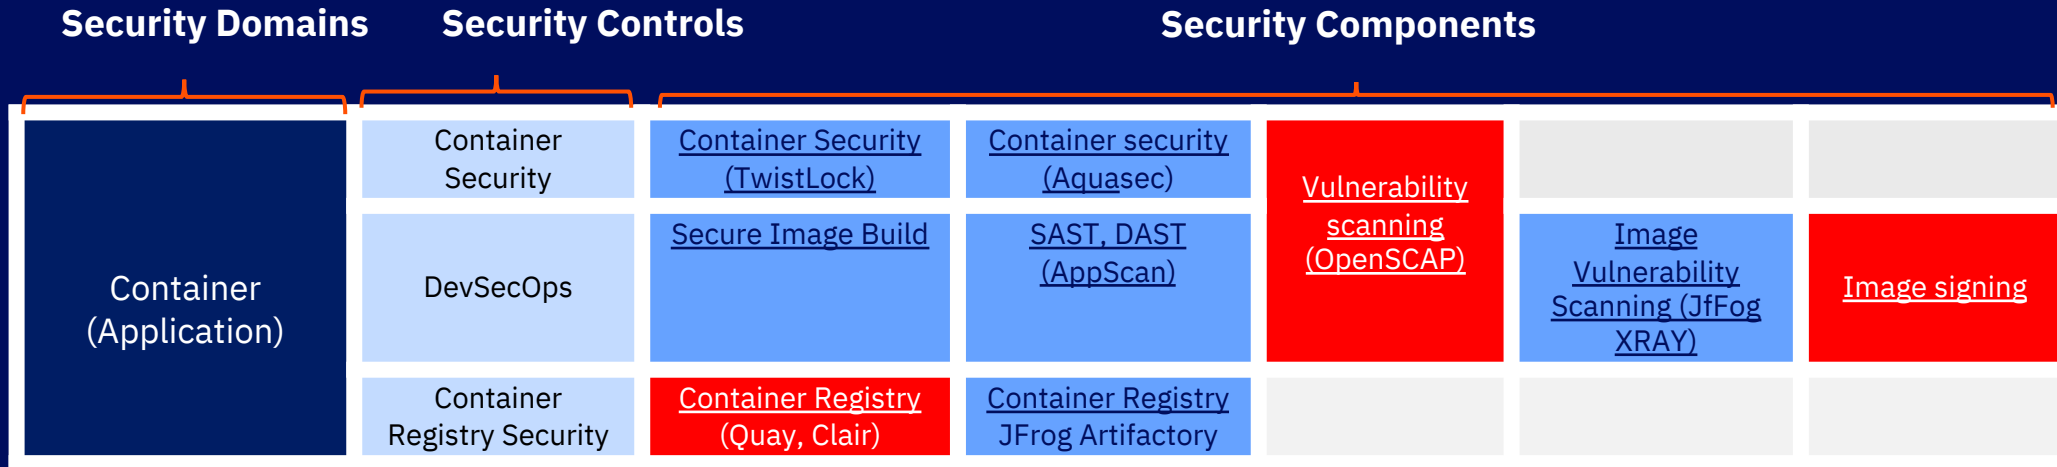 Security Domains
Security Controls
Security Components
Container
(Application)
Container
Security
Container Security
(TwistLock)
Container security
(Aquasec)
Vulnerability
scanning
(OpenSCAP)
DevSecOps
Secure Image Build
SAST, DAST
(AppScan)
Image
Vulnerability
Scanning (JfFog
XRAY)
Image signing
Container
Registry Security
Container Registry
(Quay, Clair)
Container Registry
JFrog Artifactory